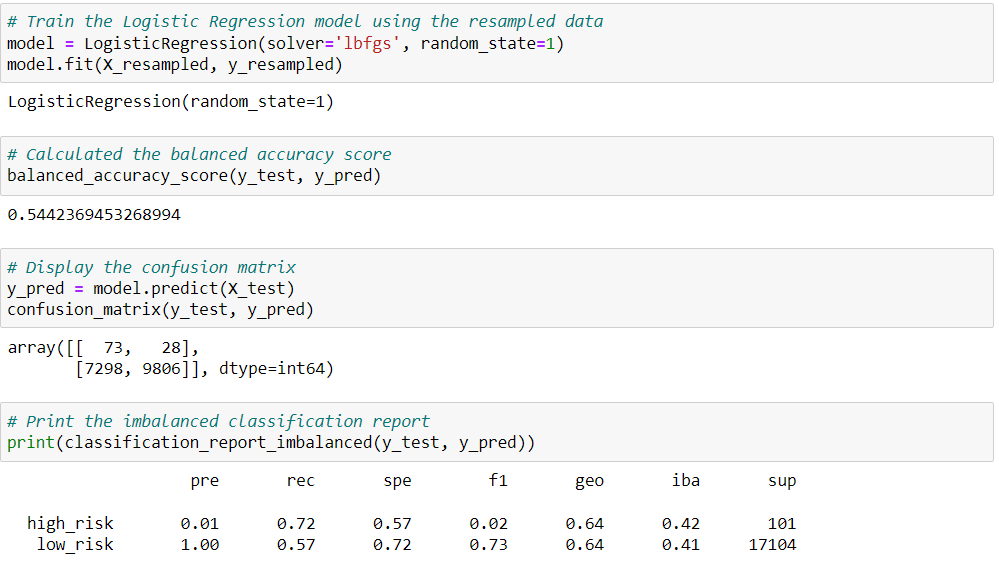 # Train the Logistic Regression model using the resampled data
model = LogisticRegression(solver='lbfgs', random_state=1)
model.fit(X_resampled, y_resampled)
LogisticRegression(random_state=1)
# Calculated the balanced accuracy score
balanced_accuracy_score(y_test, y_pred)
0.5442369453268994
# Display the confusion matrix
y_pred = model.predict(X_test)
confusion_matrix(y_test, y_pred)
array([[  73,   28],
       [7298, 9806]], dtype=int64)
# Print the imbalanced classification report
print(classification_report_imbalanced(y_test, y_pred))
pre rec spe f1 geo iba sup
high_risk 0.01 0.72 0.57 0.02 0.64 0.42 101
low_risk 1.00 0.57 0.72 0.73 0.64 0.41 17104